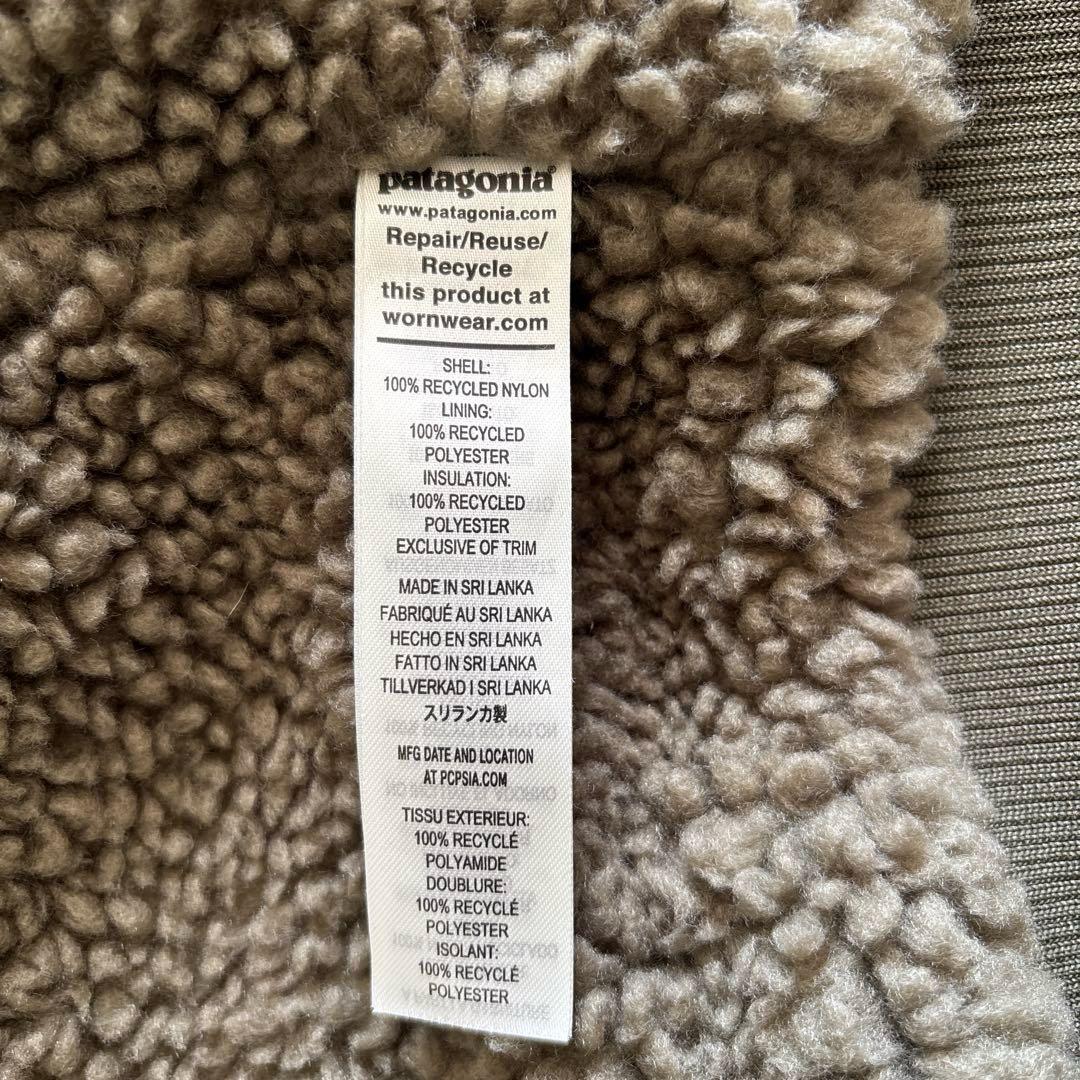 patagonia®
www.patagonia.com
Repair/Reuse/
Recycle
this product at
wornwear.com
SHELL:
100% RECYCLED NYLON
LINING:
100% RECYCLED
POLYESTER
INSULATION:
100% RECYCLED
POLYESTER
EXCLUSIVE OF TRIM
MADE IN SRI LANKA
FABRIQUÉ AU SRI LANKA
HECHO EN SRI LANKA
FATTO IN SRI LANKA
TILLVERKAD I SRI LANKA
スリランカ製
MFG DATE AND LOCATION
AT PCPSIA.COM
TISSU EXTERIEUR:
100% RECYCLÉ
POLYAMIDE
DOUBLURE:
100% RECYCLÉ
POLYESTER
ISOLANT:
100% RECYCLÉ
POLYESTER